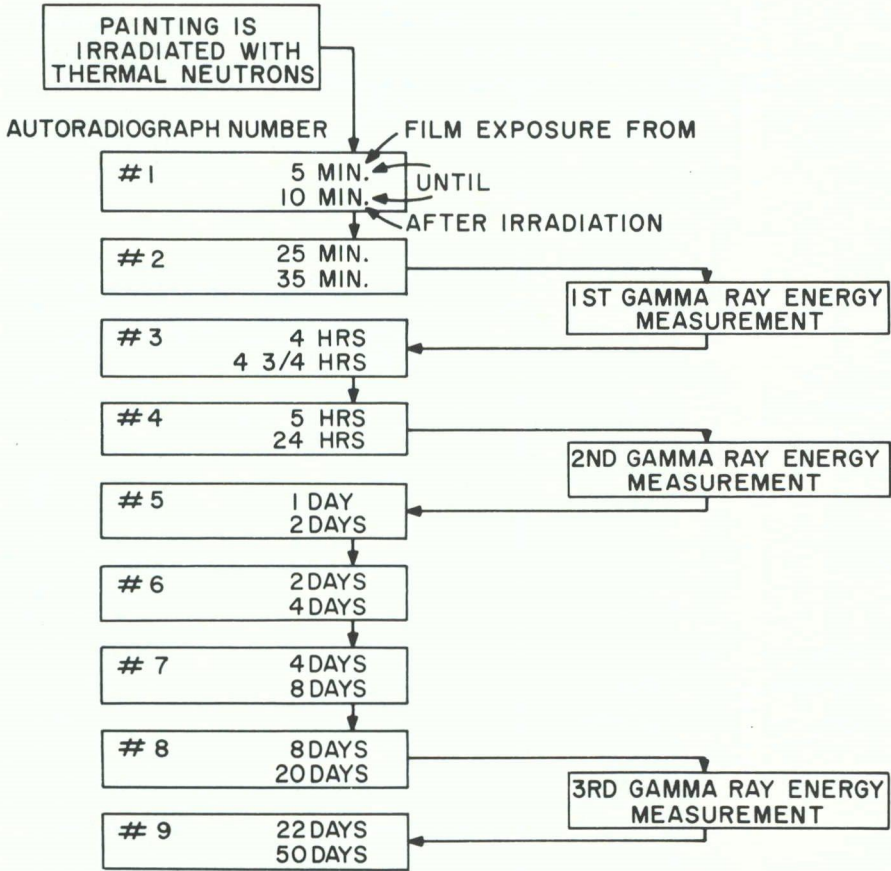 PAINTING IS
IRRADIATED WITH
THERMAL NEUTRONS
AUTORADIOGRAPH NUMBER
FILM EXPOSURE FROM
#1 5 MIN.
UNTIL
10 MIN.
AFTER IRRADIATION
#2 25 MIN.
35 MIN.
1ST GAMMA RAY ENERGY
MEASUREMENT
#3 4 HRS
4 3/4 HRS
#4 5 HRS
24 HRS
2ND GAMMA RAY ENERGY
MEASUREMENT
#5 1 DAY
2 DAYS
#6 2 DAYS
4 DAYS
#7 4 DAYS
8 DAYS
#8 8 DAYS
20 DAYS
3RD GAMMA RAY ENERGY
MEASUREMENT
#9 22 DAYS
50 DAYS